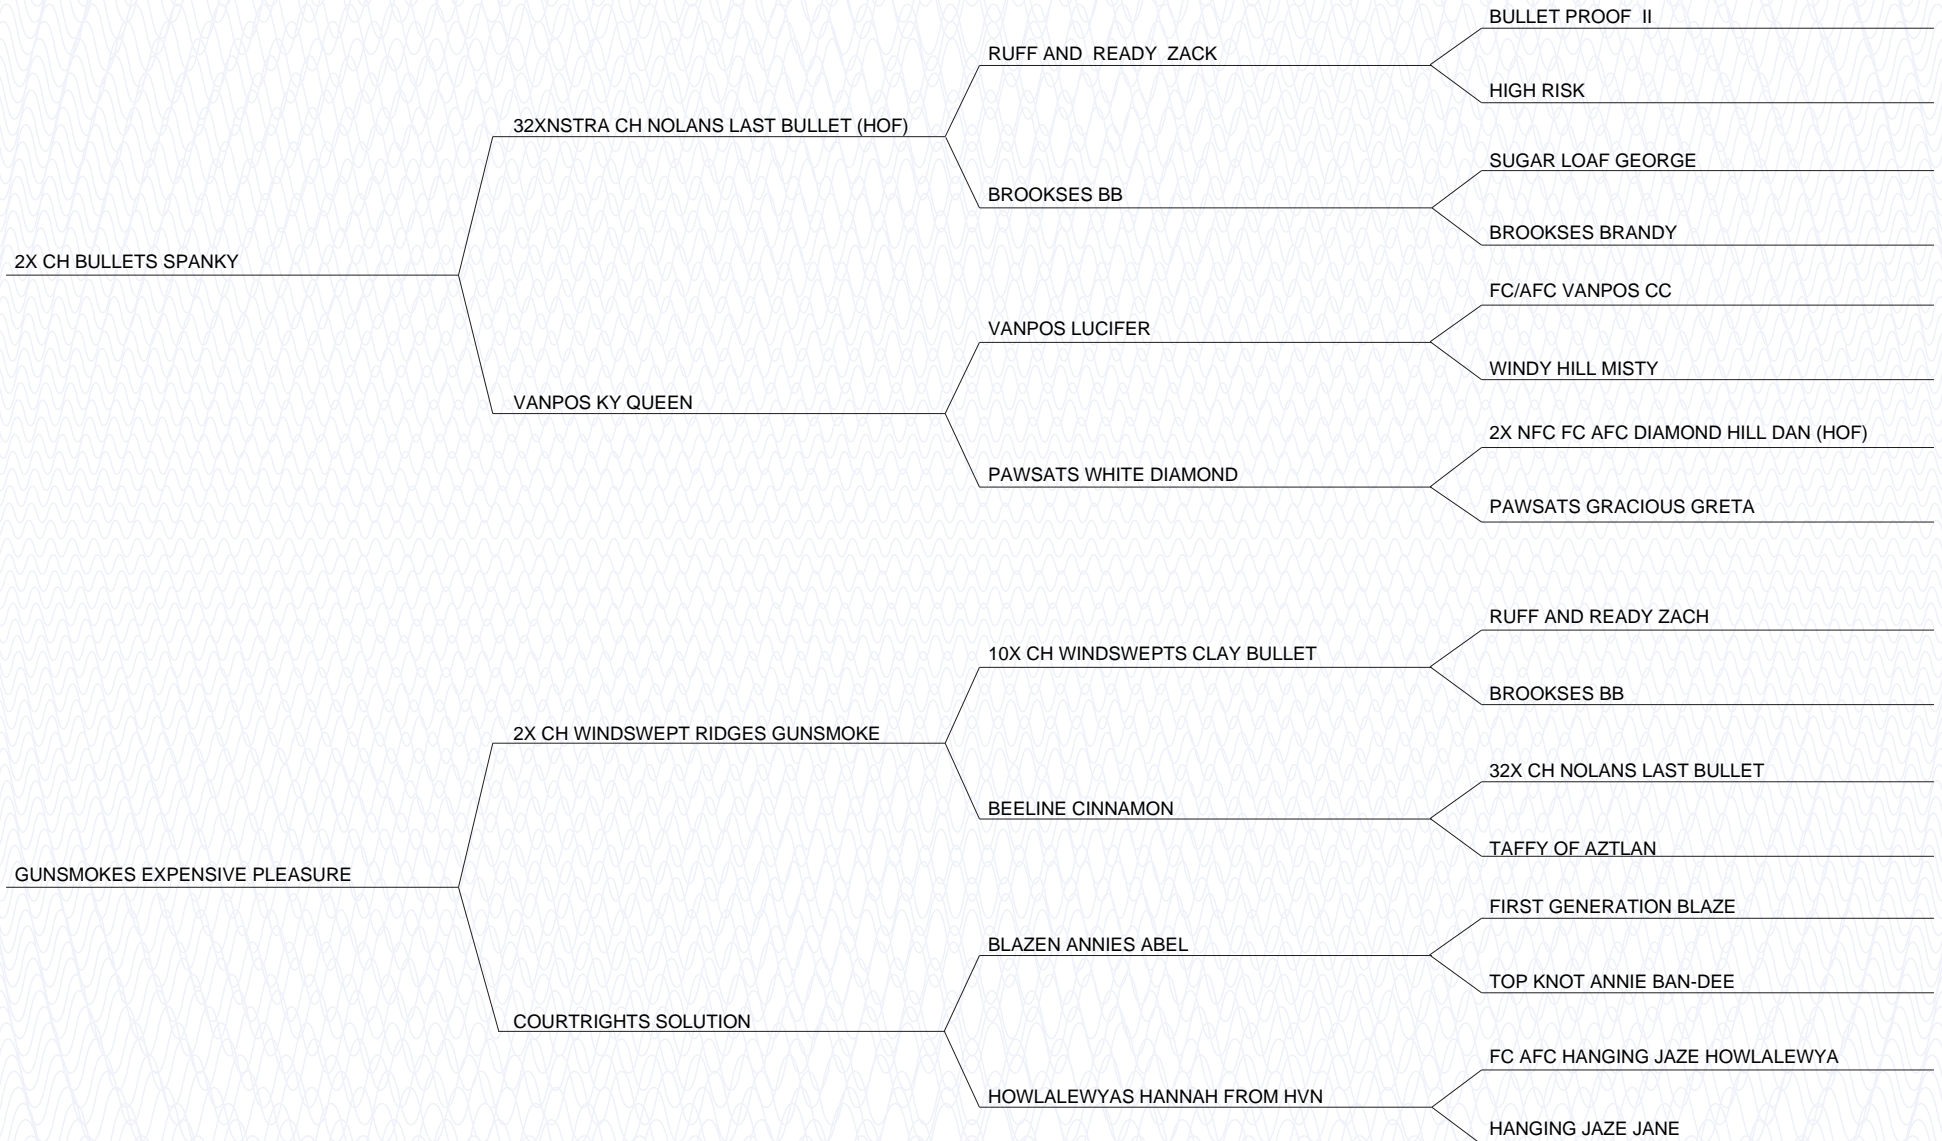 BULLET PROOF  II
RUFF AND  READY  ZACK
HIGH RISK
32XNSTRA CH NOLANS LAST BULLET (HOF)
SUGAR LOAF GEORGE
BROOKSES BB
BROOKSES BRANDY
2X CH BULLETS SPANKY
FC/AFC VANPOS CC
VANPOS LUCIFER
WINDY HILL MISTY
VANPOS KY QUEEN
2X NFC FC AFC DIAMOND HILL DAN (HOF)
PAWSATS WHITE DIAMOND
PAWSATS GRACIOUS GRETA
RUFF AND READY ZACH
10X CH WINDSWEPTS CLAY BULLET
BROOKSES BB
2X CH WINDSWEPT RIDGES GUNSMOKE
32X CH NOLANS LAST BULLET
BEELINE CINNAMON
TAFFY OF AZTLAN
GUNSMOKES EXPENSIVE PLEASURE
FIRST GENERATION BLAZE
BLAZEN ANNIES ABEL
TOP KNOT ANNIE BAN-DEE
COURTRIGHTS SOLUTION
FC AFC HANGING JAZE HOWLALEWYA
HOWLALEWYAS HANNAH FROM HVN
HANGING JAZE JANE